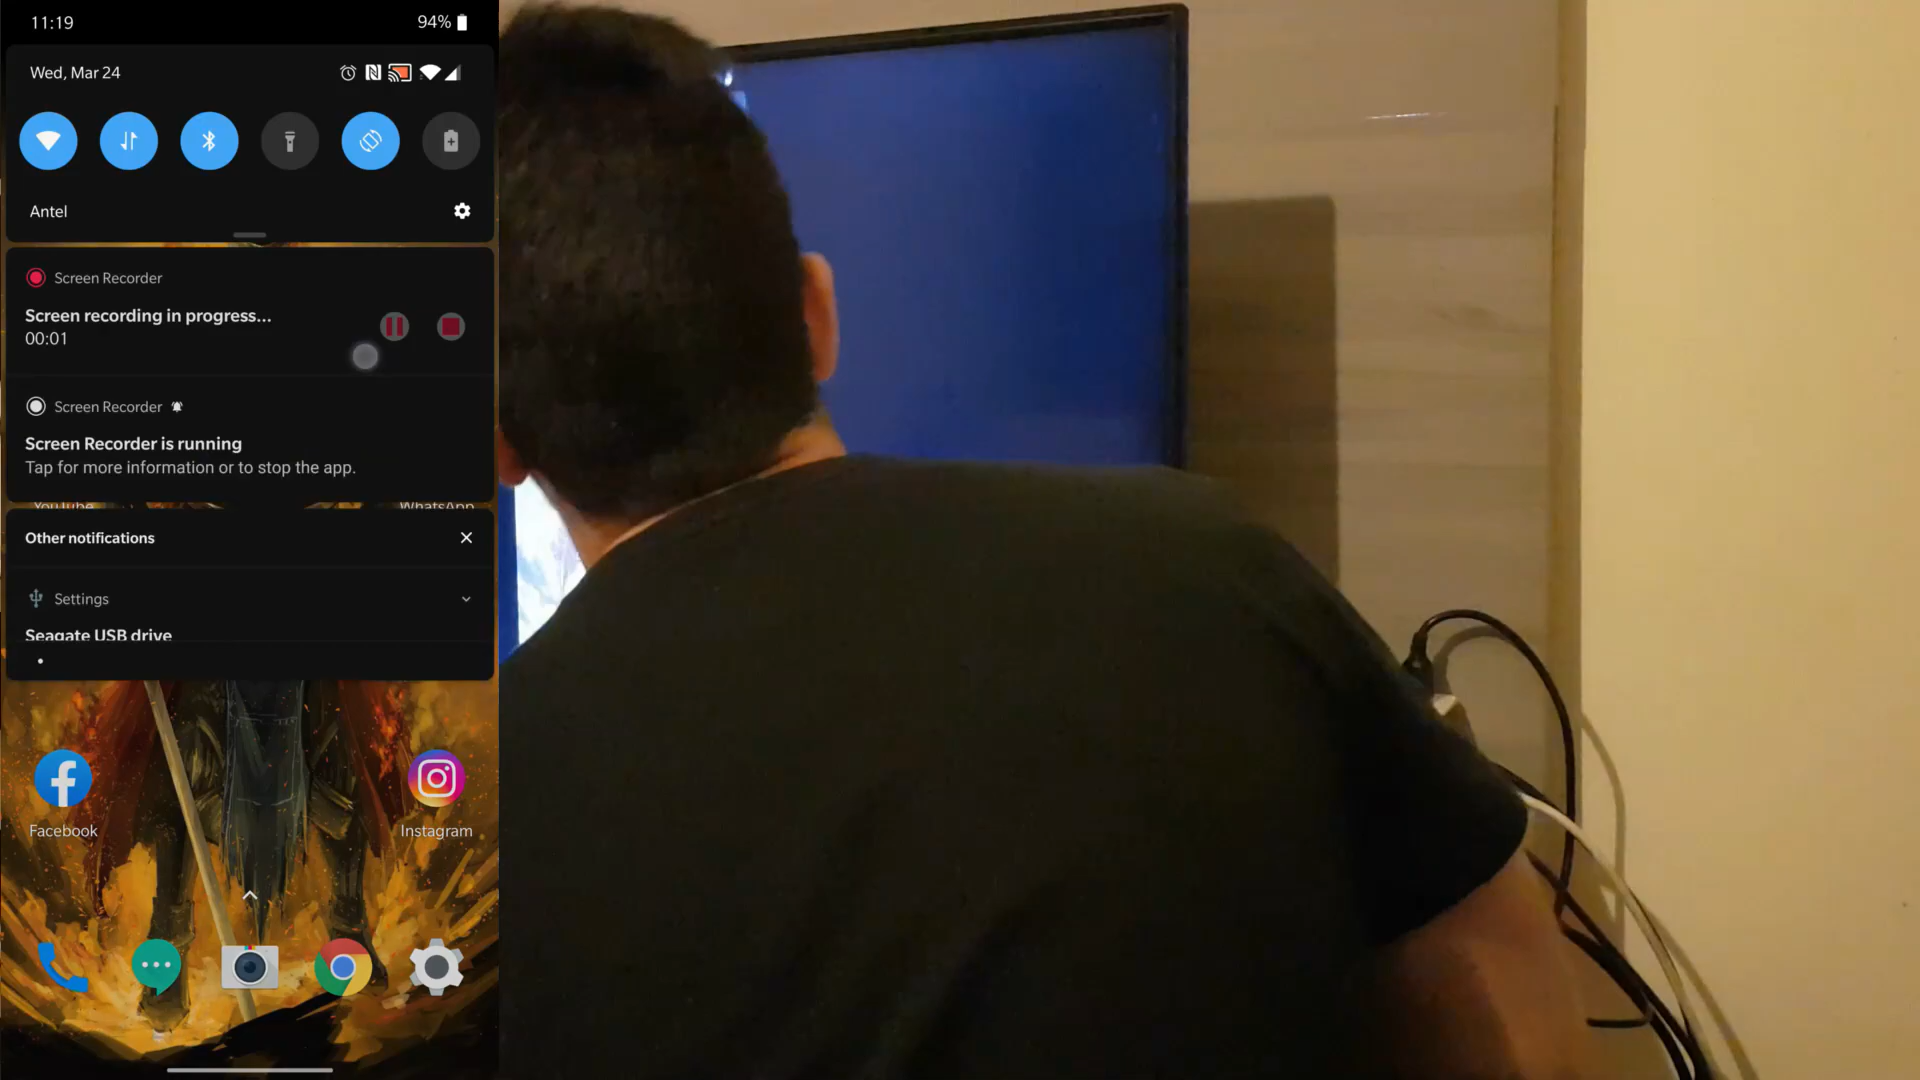 11:19
94%
Wed, Mar 24
Antel
Screen Recorder
Screen recording in progress...
00:01
Screen Recorder
Screen Recorder is running
Tap for more information or to stop the app.
YouTube
WhatsApp
Other notifications
Settings
Seagate USB drive
Facebook
Instagram